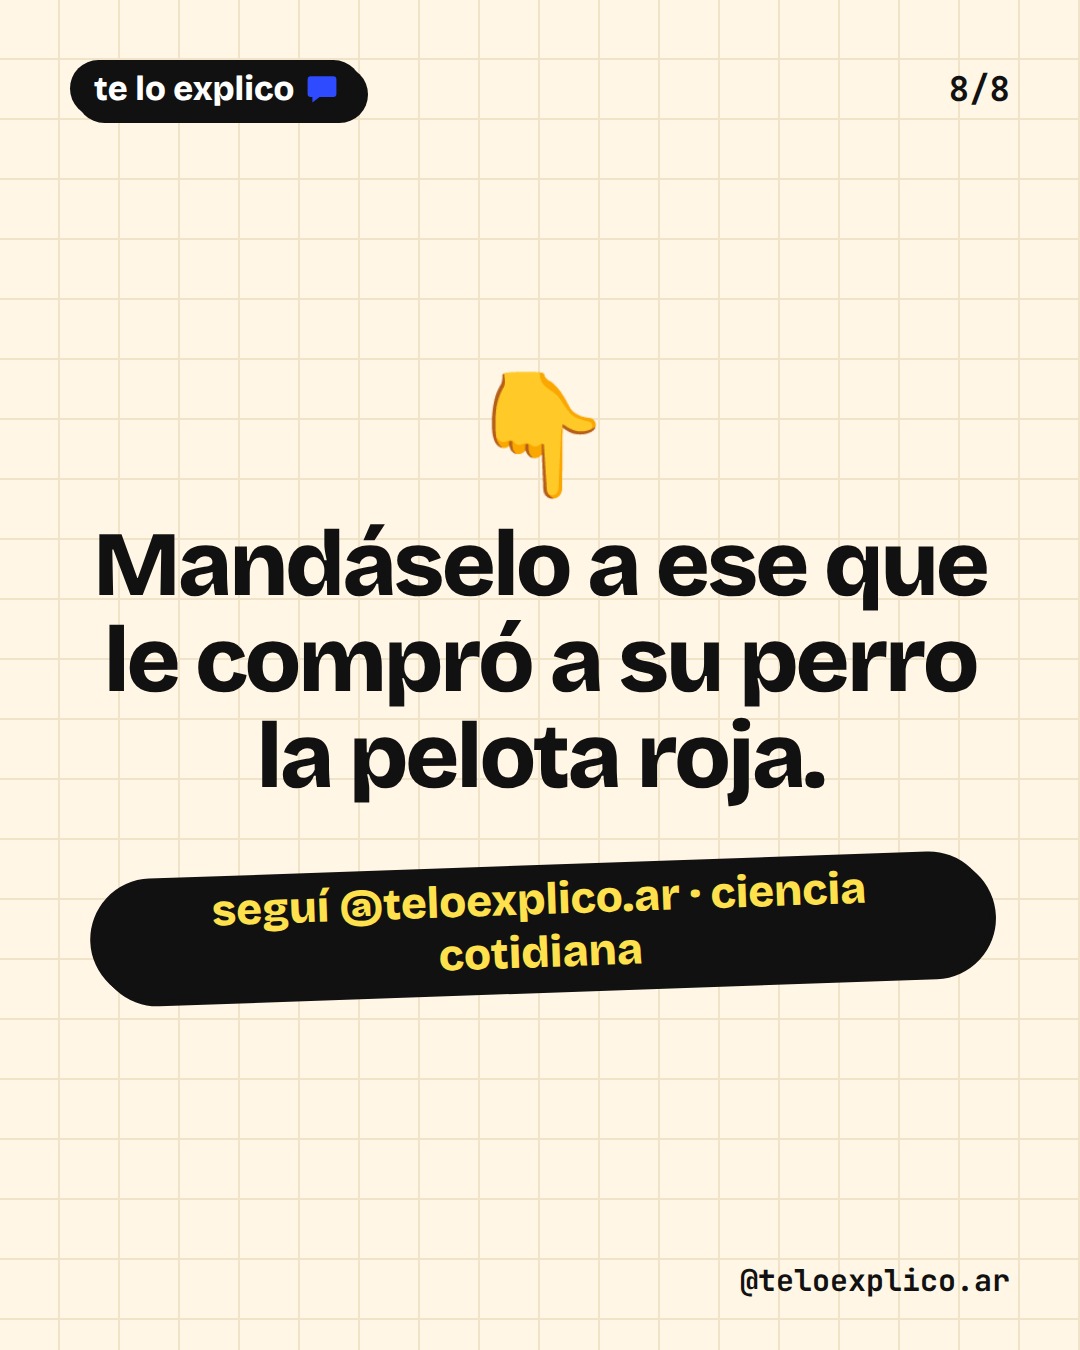 te lo explico
8/8
Mandáselo a ese que
le compró a su perro
la pelota roja.
seguí @teloexplico.ar · ciencia
cotidiana
@teloexplico.ar